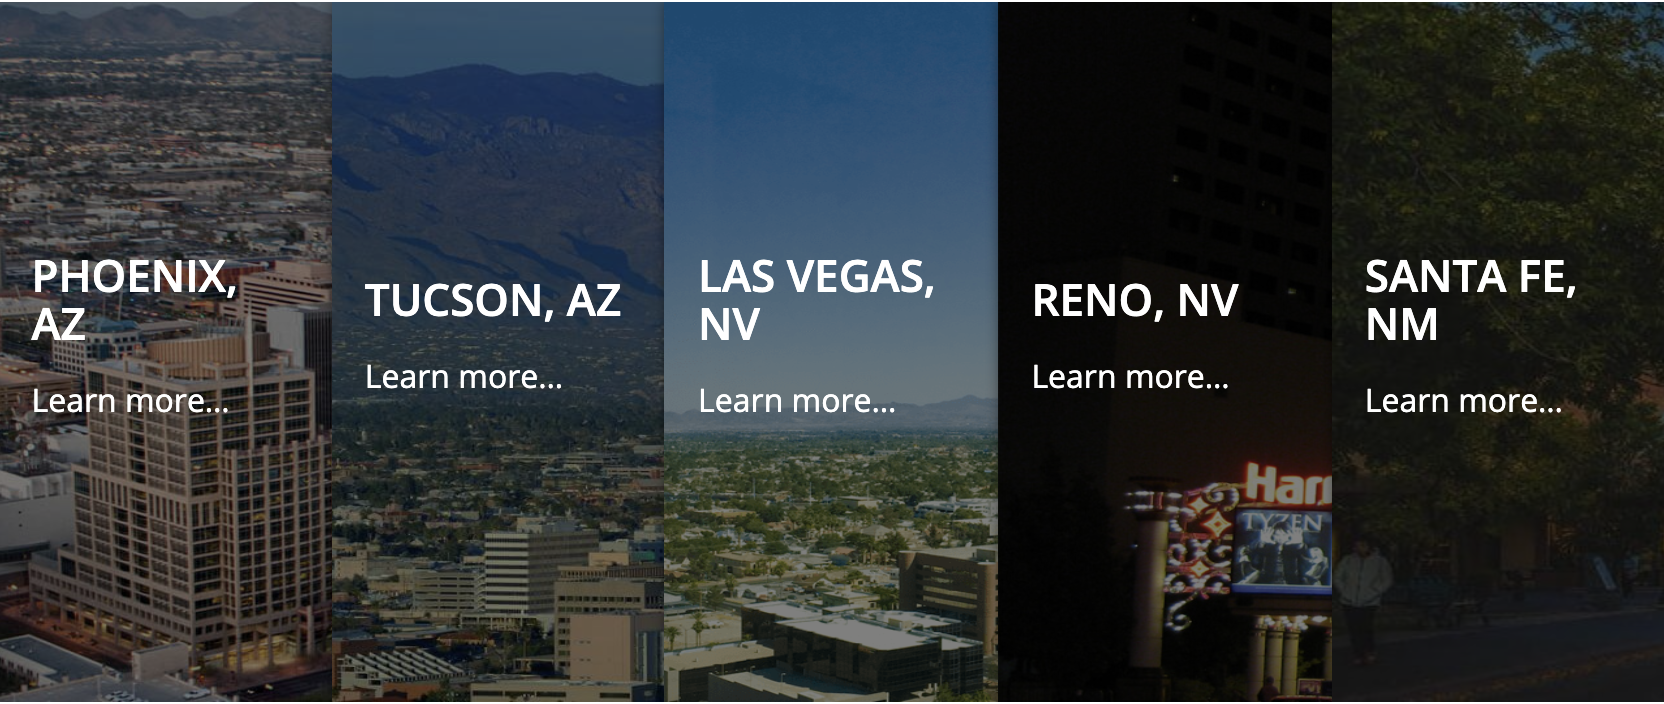 PHOENIX,
AZ
Learn more...
TUCSON, AZ
Learn more...
LAS VEGAS,
NV
Learn more...
RENO, NV
Learn more...
Harr
SANTA FE,
NM
Learn more...